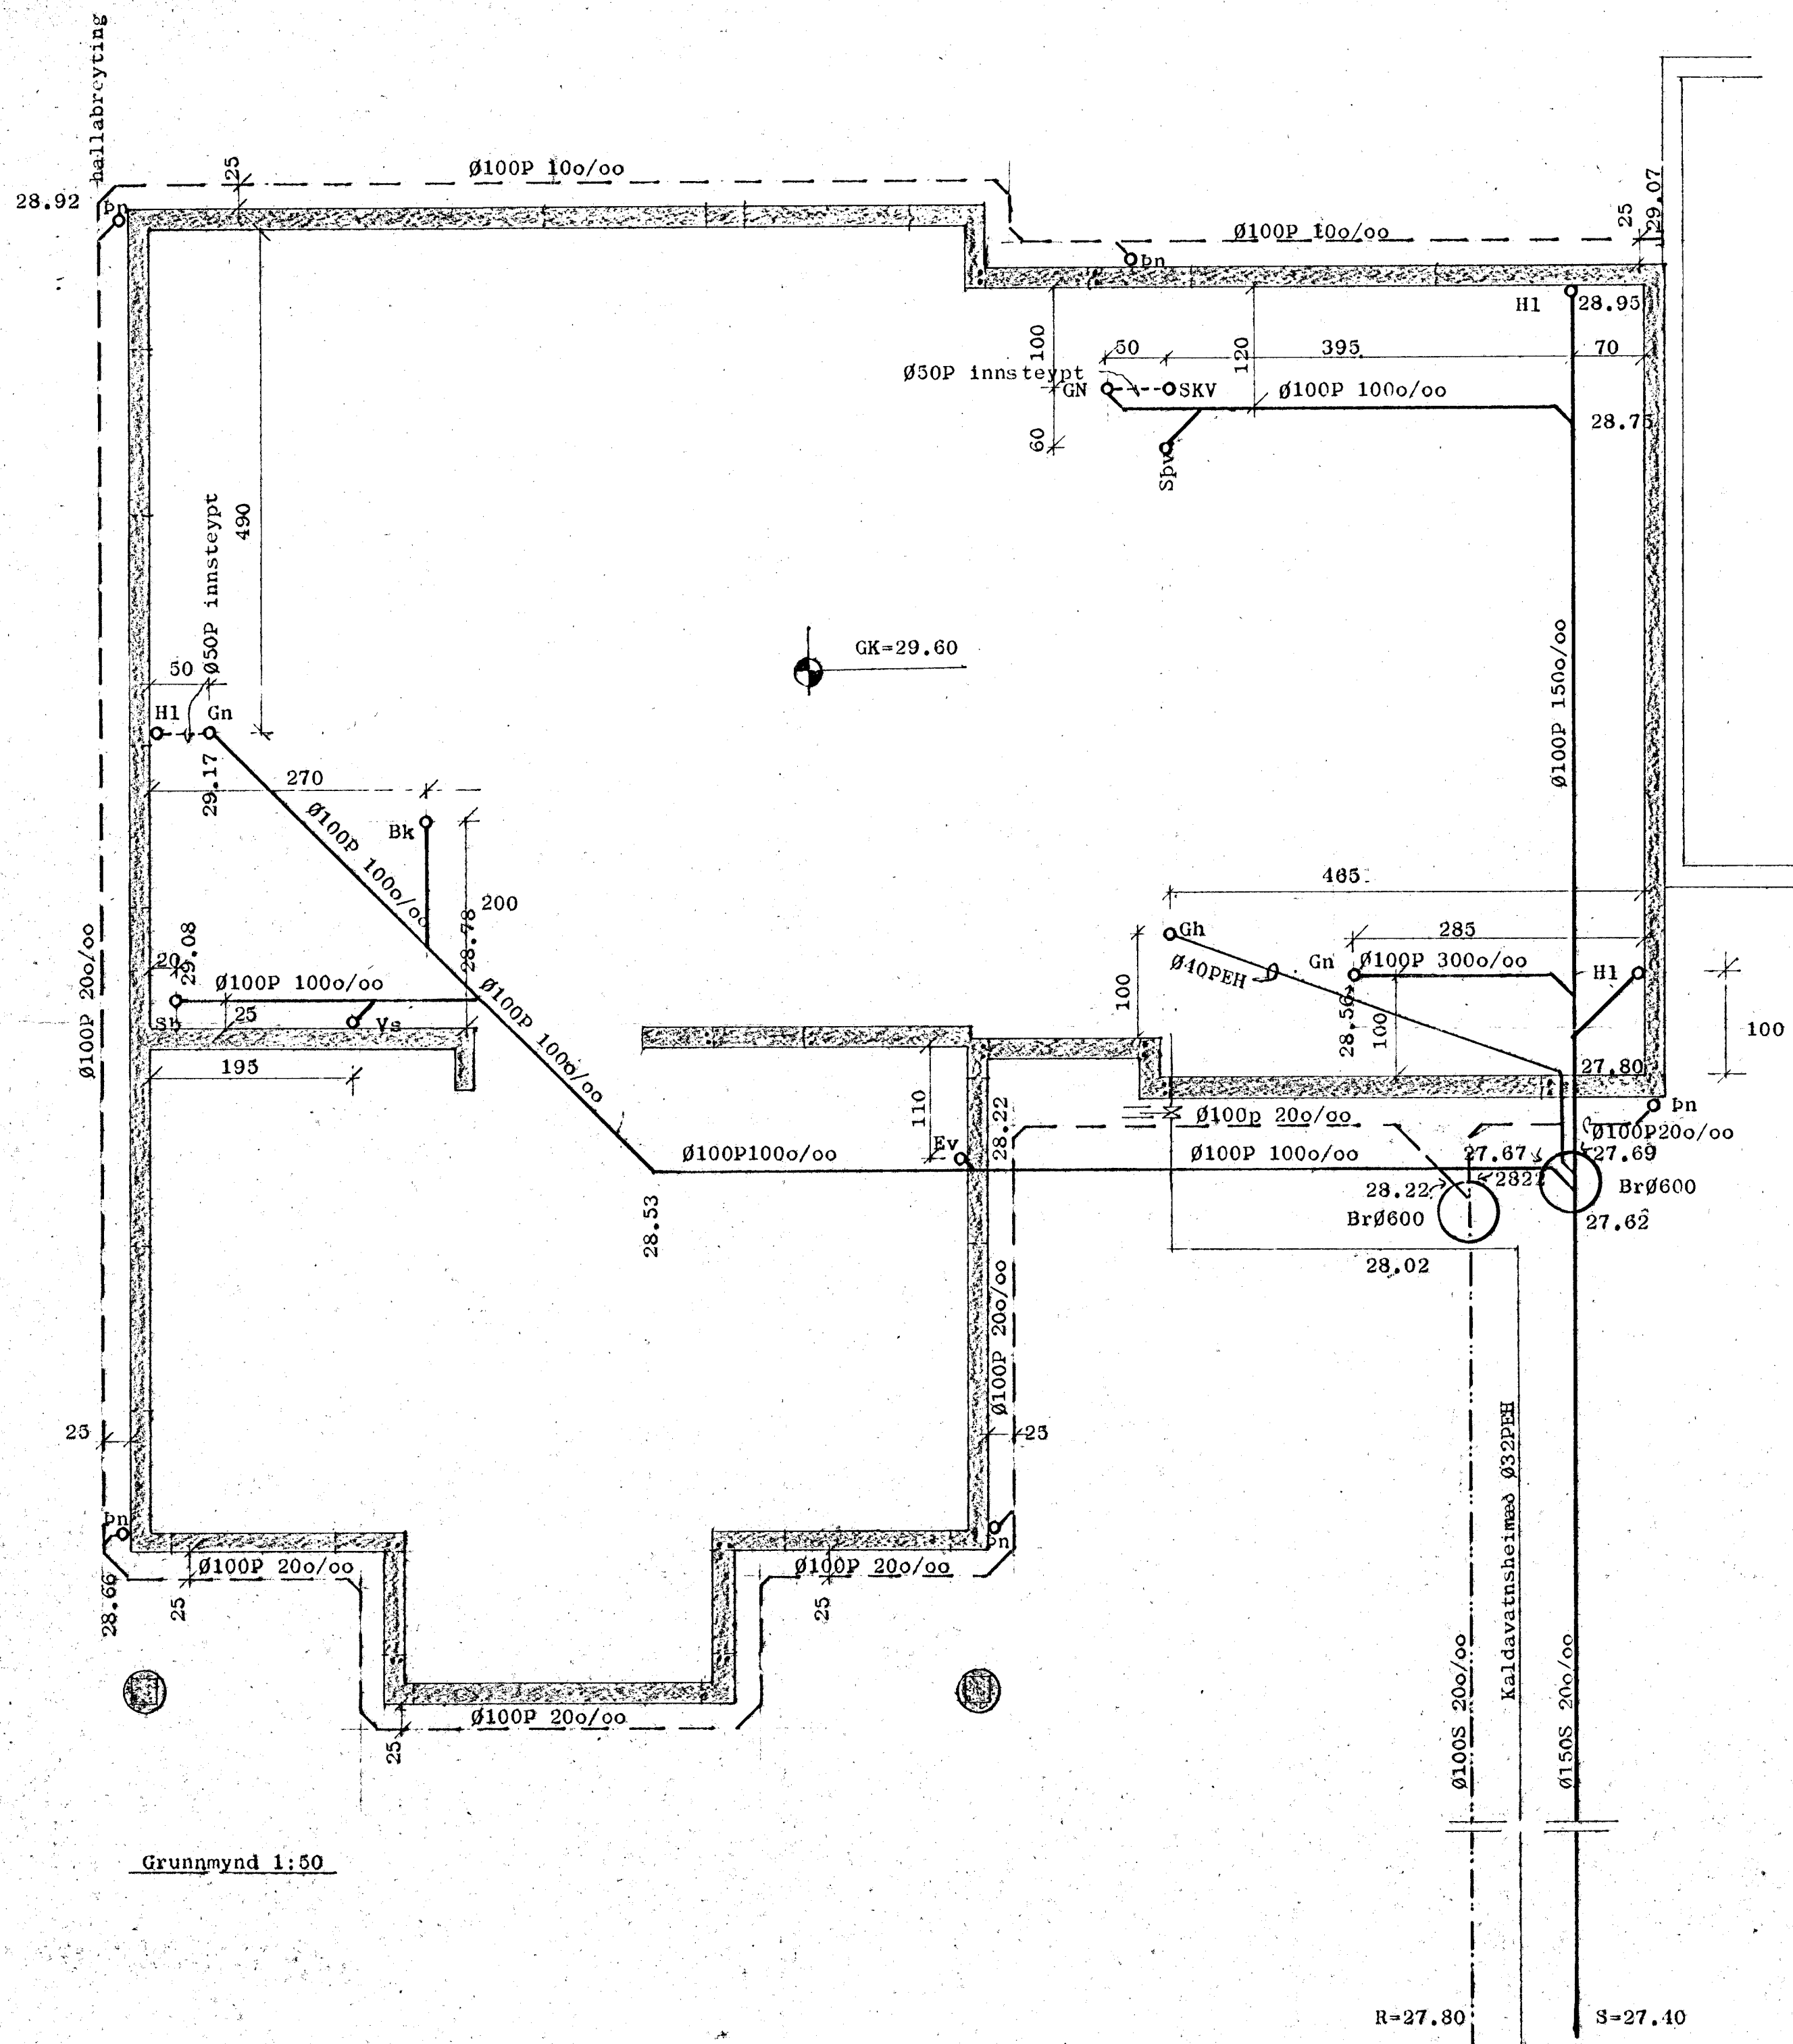 hallabreyting
Ø100P 10o/oo
25
28.92
Þn
29.07
25
Ø100P 10o/oo
Þn
H1
28.95
100
50
120
395
70
Ø50P innsteypt
GN
SKV
Ø100P 100o/oo
28.75
60
Spv
490
Ø50P innsteypt
GK=29.60
50
H1
Gn
29.17
Ø100P 150o/oo
270
Ø100P 100o/oo
Bk
200
28.78
465
Gh
285
Ø40PEH
Gn
Ø100P 300o/oo
H1
28.56
100
100
100
Ø100P 20o/oo
20
29.08
Ø100P 100o/oo
25
Vs
Ø100P 100o/oo
195
27.80
Þn
110
28.22
Ø100p 20o/oo
Ø100P20o/oo
Ev
Ø100P100o/oo
Ø100P 100o/oo
27.67
27.69
28.22
2822
BrØ600
BrØ600
27.62
28.53
28.02
Ø100P 20o/oo
25
25
Kaldavatnsheimæð Ø32PEH
Þn
Þn
Ø100P 20o/oo
Ø100P 20o/oo
28.66
25
25
Ø100P 20o/oo
25
Ø100S 20o/oo
Ø150S 20o/oo
Grunnmynd 1:50
R=27.80
S=27.40